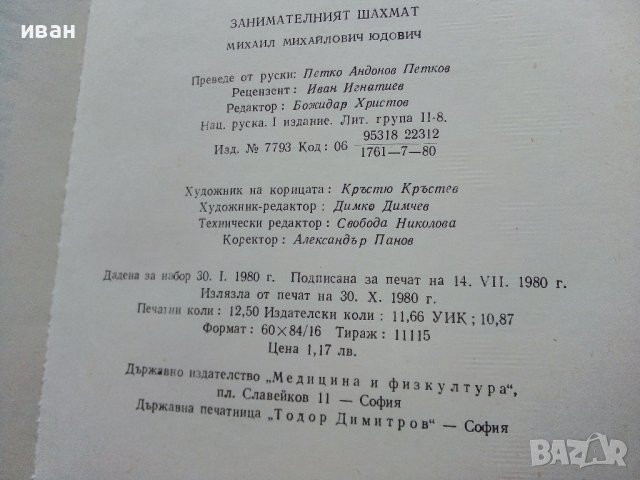 иван
ЗАНИМАТЕЛНИЯТ ШАХМАТ
МИХАИЛ МИХАЙЛОВИЧ ЮДОВИЧ
Преведе от руски: Петко Андонов Петков
Рецензент: Иван Игнатиев
Редактор: Божидар Христов
Нац. руска. I издание. Лит. група II-8.
95318 22312
Изд. № 7793 Код: 06
1761—7—80
Художник на корицата: Кръстю Кръстев
Художник-редактор: Димко Димчев
Технически редактор: Свобода Николова
Коректор: Александър Панов
Дадена за набор 30. I. 1980 г. Подписана за печат на 14. VII. 1980 г.
Излязла от печат на 30. X. 1980 г.
Печатни коли: 12,50 Издателски коли: 11,66 УИК; 10,87
Формат: 60×84/16 Тираж: 11115
Цена 1,17 лв.
Държавно издателство „Медицина и физкултура“,
пл. Славейков 11 — София
Държавна печатница „Тодор Димитров“ — София
BAZAR